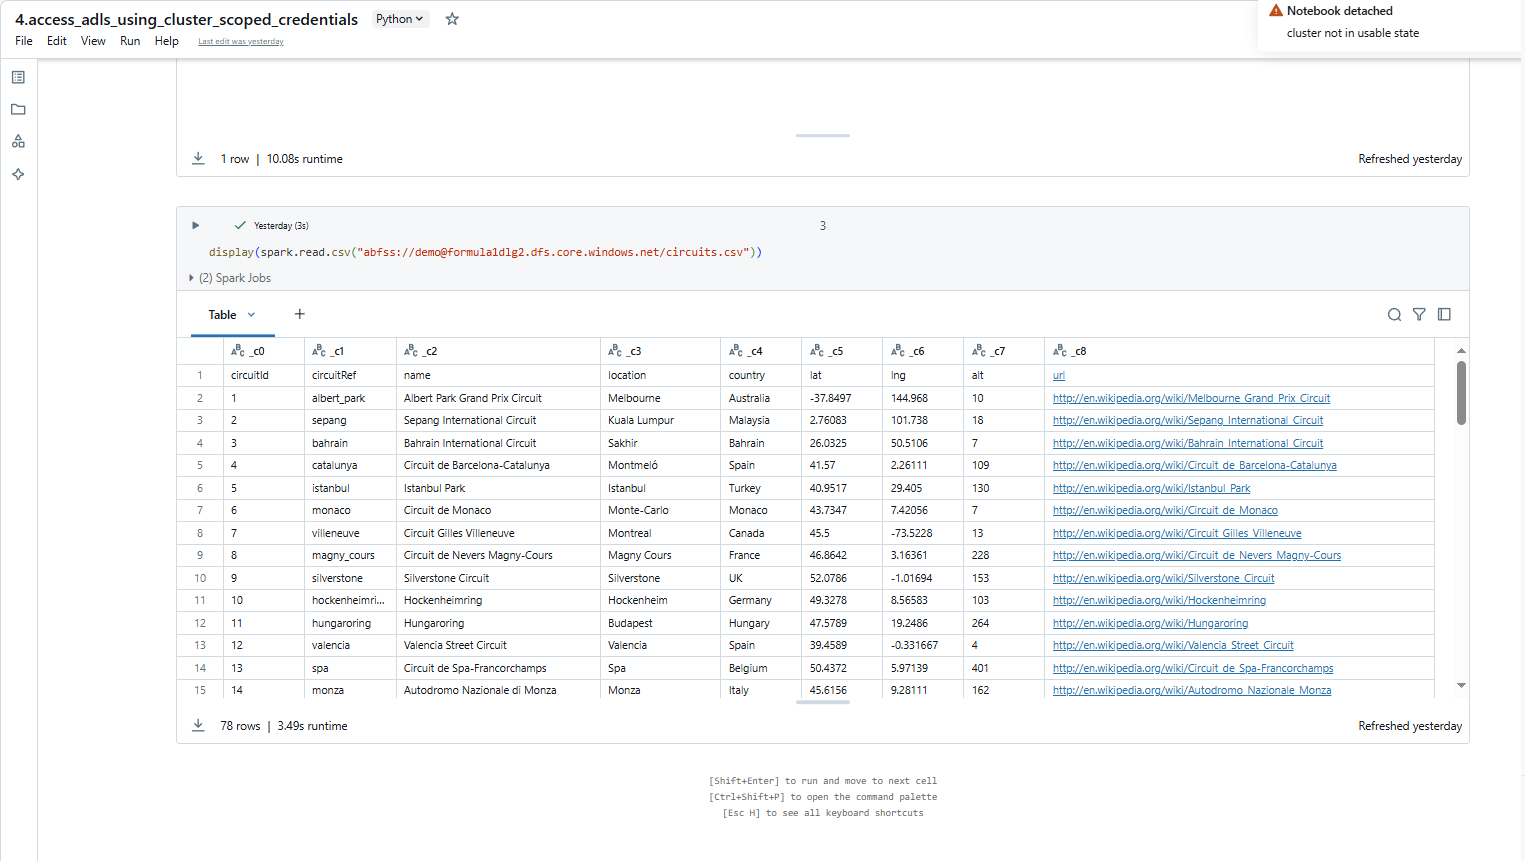 4.access_adls_using_cluster_scoped_credentials Python
Notebook detached
cluster not in usable state
File Edit View Run Help Last edit was yesterday
1 row | 10.08s runtime Refreshed yesterday
Yesterday (3s) 3
display(spark.read.csv("abfss://demo@formula1dlg2.dfs.core.windows.net/circuits.csv"))
(2) Spark Jobs
Table +
ABC _c0 ABC _c1 ABC _c2 ABC _c3 ABC _c4 ABC _c5 ABC _c6 ABC _c7 ABC _c8
1 circuitId circuitRef name location country lat lng alt url
2 1 albert_park Albert Park Grand Prix Circuit Melbourne Australia -37.8497 144.968 10 http://en.wikipedia.org/wiki/Melbourne_Grand_Prix_Circuit
3 2 sepang Sepang International Circuit Kuala Lumpur Malaysia 2.76083 101.738 18 http://en.wikipedia.org/wiki/Sepang_International_Circuit
4 3 bahrain Bahrain International Circuit Sakhir Bahrain 26.0325 50.5106 7 http://en.wikipedia.org/wiki/Bahrain_International_Circuit
5 4 catalunya Circuit de Barcelona-Catalunya Montmeló Spain 41.57 2.26111 109 http://en.wikipedia.org/wiki/Circuit_de_Barcelona-Catalunya
6 5 istanbul Istanbul Park Istanbul Turkey 40.9517 29.405 130 http://en.wikipedia.org/wiki/Istanbul_Park
7 6 monaco Circuit de Monaco Monte-Carlo Monaco 43.7347 7.42056 7 http://en.wikipedia.org/wiki/Circuit_de_Monaco
8 7 villeneuve Circuit Gilles Villeneuve Montreal Canada 45.5 -73.5228 13 http://en.wikipedia.org/wiki/Circuit_Gilles_Villeneuve
9 8 magny_cours Circuit de Nevers Magny-Cours Magny Cours France 46.8642 3.16361 228 http://en.wikipedia.org/wiki/Circuit_de_Nevers_Magny-Cours
10 9 silverstone Silverstone Circuit Silverstone UK 52.0786 -1.01694 153 http://en.wikipedia.org/wiki/Silverstone_Circuit
11 10 hockenheimri... Hockenheimring Hockenheim Germany 49.3278 8.56583 103 http://en.wikipedia.org/wiki/Hockenheimring
12 11 hungaroring Hungaroring Budapest Hungary 47.5789 19.2486 264 http://en.wikipedia.org/wiki/Hungaroring
13 12 valencia Valencia Street Circuit Valencia Spain 39.4589 -0.331667 4 http://en.wikipedia.org/wiki/Valencia_Street_Circuit
14 13 spa Circuit de Spa-Francorchamps Spa Belgium 50.4372 5.97139 401 http://en.wikipedia.org/wiki/Circuit_de_Spa-Francorchamps
15 14 monza Autodromo Nazionale di Monza Monza Italy 45.6156 9.28111 162 http://en.wikipedia.org/wiki/Autodromo_Nazionale_Monza
78 rows | 3.49s runtime Refreshed yesterday
[Shift+Enter] to run and move to next cell
[Ctrl+Shift+P] to open the command palette
[Esc H] to see all keyboard shortcuts